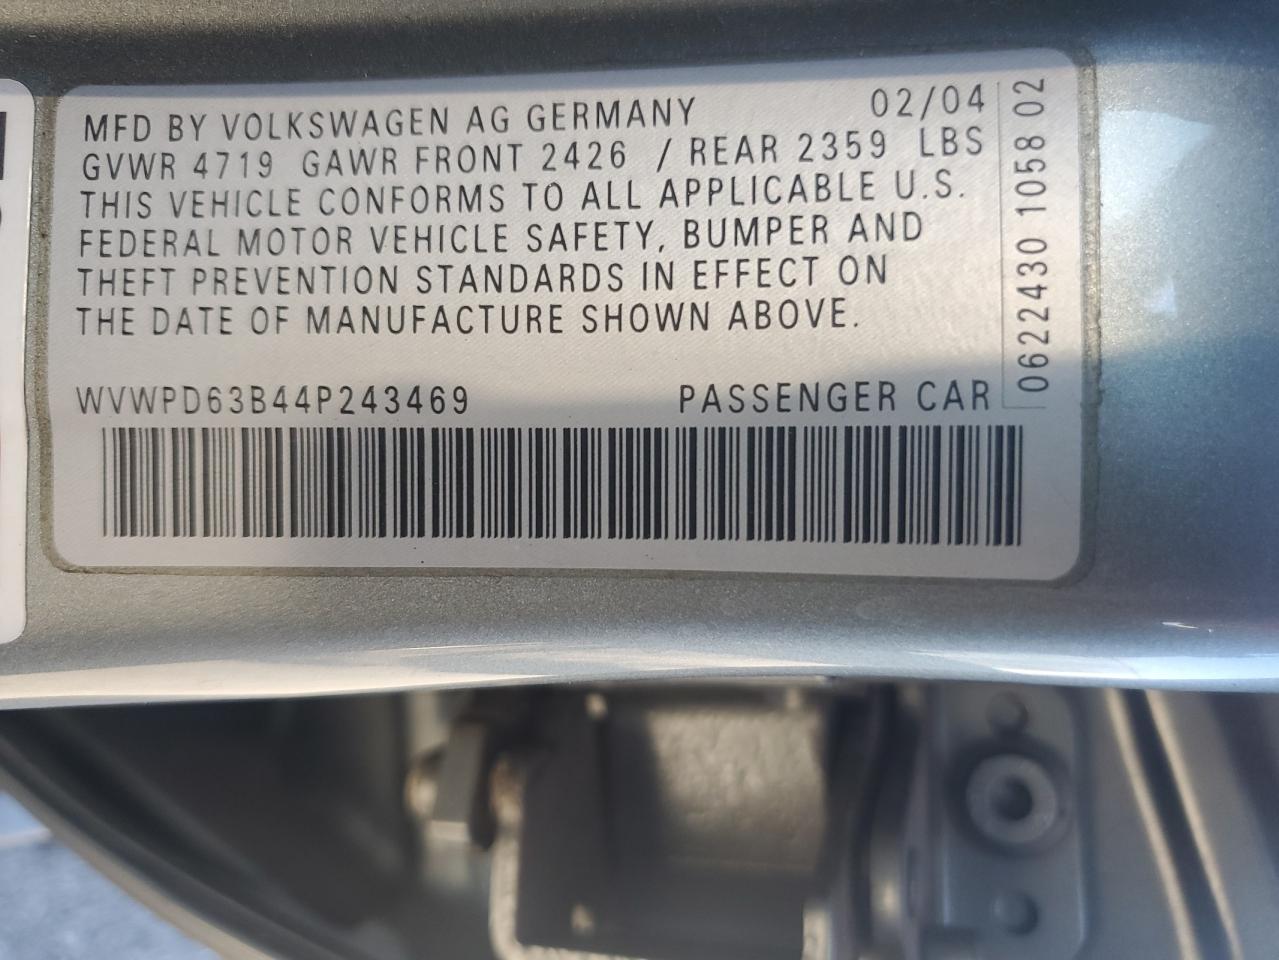 MFD BY VOLKSWAGEN AG GERMANY 02/04
GVWR 4719 GAWR FRONT 2426 / REAR 2359 LBS
THIS VEHICLE CONFORMS TO ALL APPLICABLE U.S.
FEDERAL MOTOR VEHICLE SAFETY, BUMPER AND
THEFT PREVENTION STANDARDS IN EFFECT ON
THE DATE OF MANUFACTURE SHOWN ABOVE.
WVWPD63B44P243469 PASSENGER CAR
0622430 1058 02